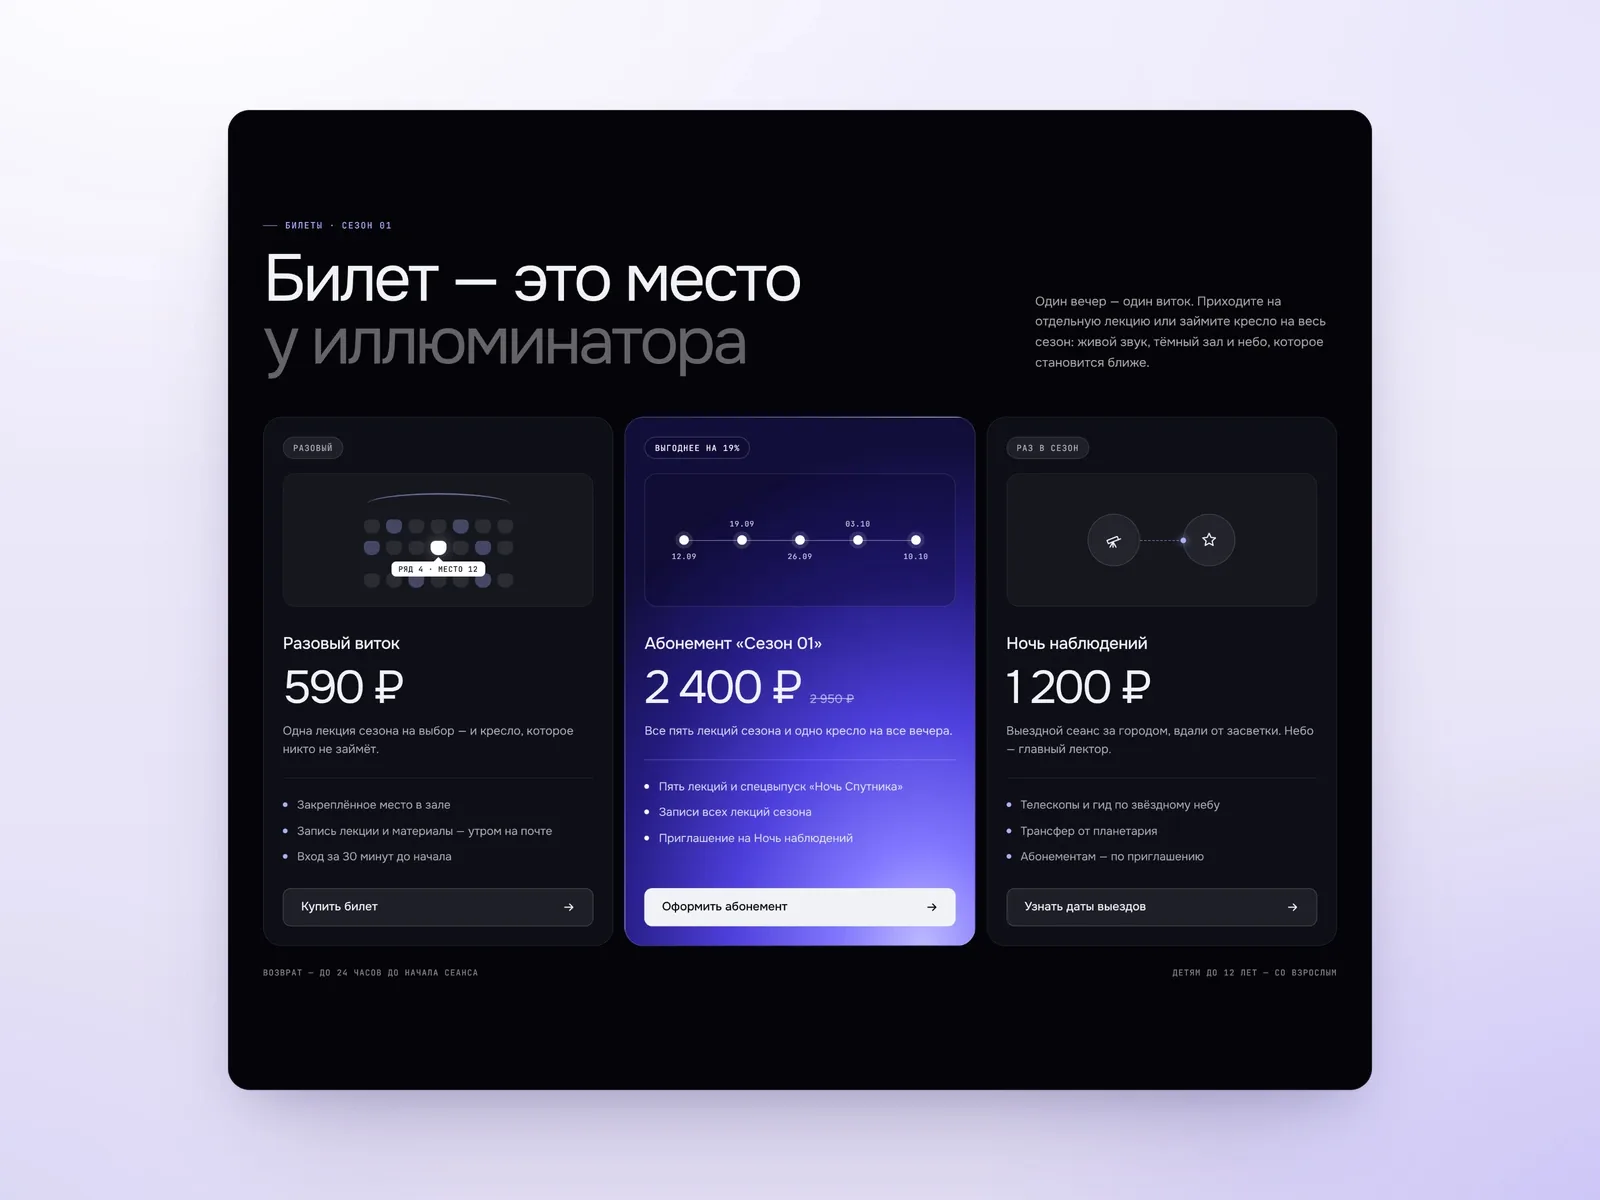 БИЛЕТЫ · СЕЗОН 01
Билет — это место
у иллюминатора
Один вечер — один виток. Приходите на
отдельную лекцию или займите кресло на весь
сезон: живой звук, тёмный зал и небо, которое
становится ближе.
РАЗОВЫЙ
РЯД 4 · МЕСТО 12
Разовый виток
590 ₽
Одна лекция сезона на выбор — и кресло, которое
никто не займёт.
Закреплённое место в зале
Запись лекции и материалы — утром на почте
Вход за 30 минут до начала
Купить билет →
ВЫГОДНЕЕ НА 19%
19.09 03.10
12.09 26.09 10.10
Абонемент «Сезон 01»
2 400 ₽ 2 950 ₽
Все пять лекций сезона и одно кресло на все вечера.
Пять лекций и спецвыпуск «Ночь Спутника»
Записи всех лекций сезона
Приглашение на Ночь наблюдений
Оформить абонемент →
РАЗ В СЕЗОН
Ночь наблюдений
1 200 ₽
Выездной сеанс за городом, вдали от засветки. Небо
— главный лектор.
Телескопы и гид по звёздному небу
Трансфер от планетария
Абонементам — по приглашению
Узнать даты выездов →
ВОЗВРАТ — ДО 24 ЧАСОВ ДО НАЧАЛА СЕАНСА
ДЕТЯМ ДО 12 ЛЕТ — СО ВЗРОСЛЫМ